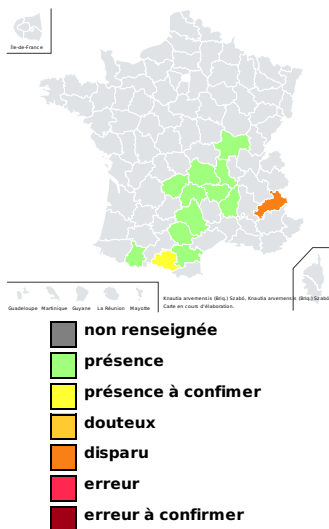 Île-de-France
Guadeloupe Martinique Guyane La Réunion Mayotte
Knautia arvernensis (Briq.) Szabó, Knautia arvernensis (Briq.) Szabó
Carte en cours d'élaboration.
non renseignée
présence
présence à confimer
douteux
disparu
erreur
erreur à confirmer